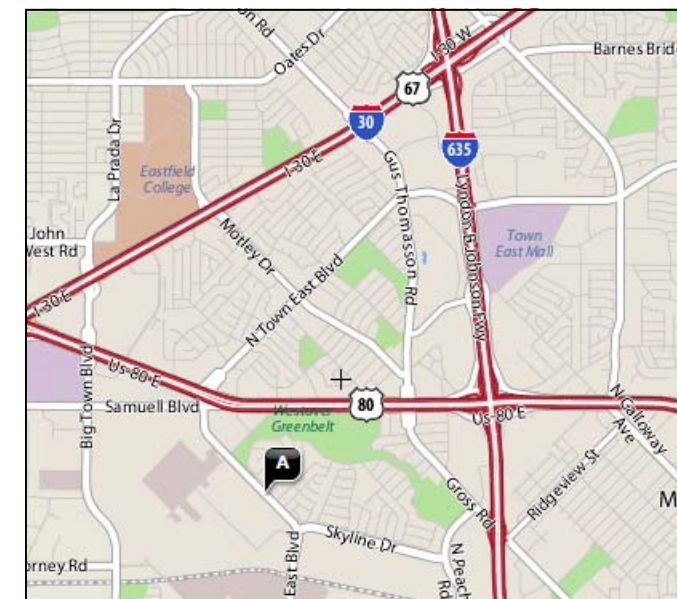 on Rd
Oates Dr
I-30 W
Barnes Bridg
67
30
635
La Prada Dr
Eastfield
College
I-30 E
Gus Thomasson Rd
Lyndon B Johnson Fwy
John
West Rd
Motley Dr
Town
East Mall
N Town East Blvd
I-30 E
Us-80 E
Big Town Blvd
Samuell Blvd
80
Westover
Greenbelt
Us-80 E
N Galloway
Ave
A
Ridgeview St
Gross Rd
M
Skyline Dr
East Blvd
N Peach
Rd
orney Rd